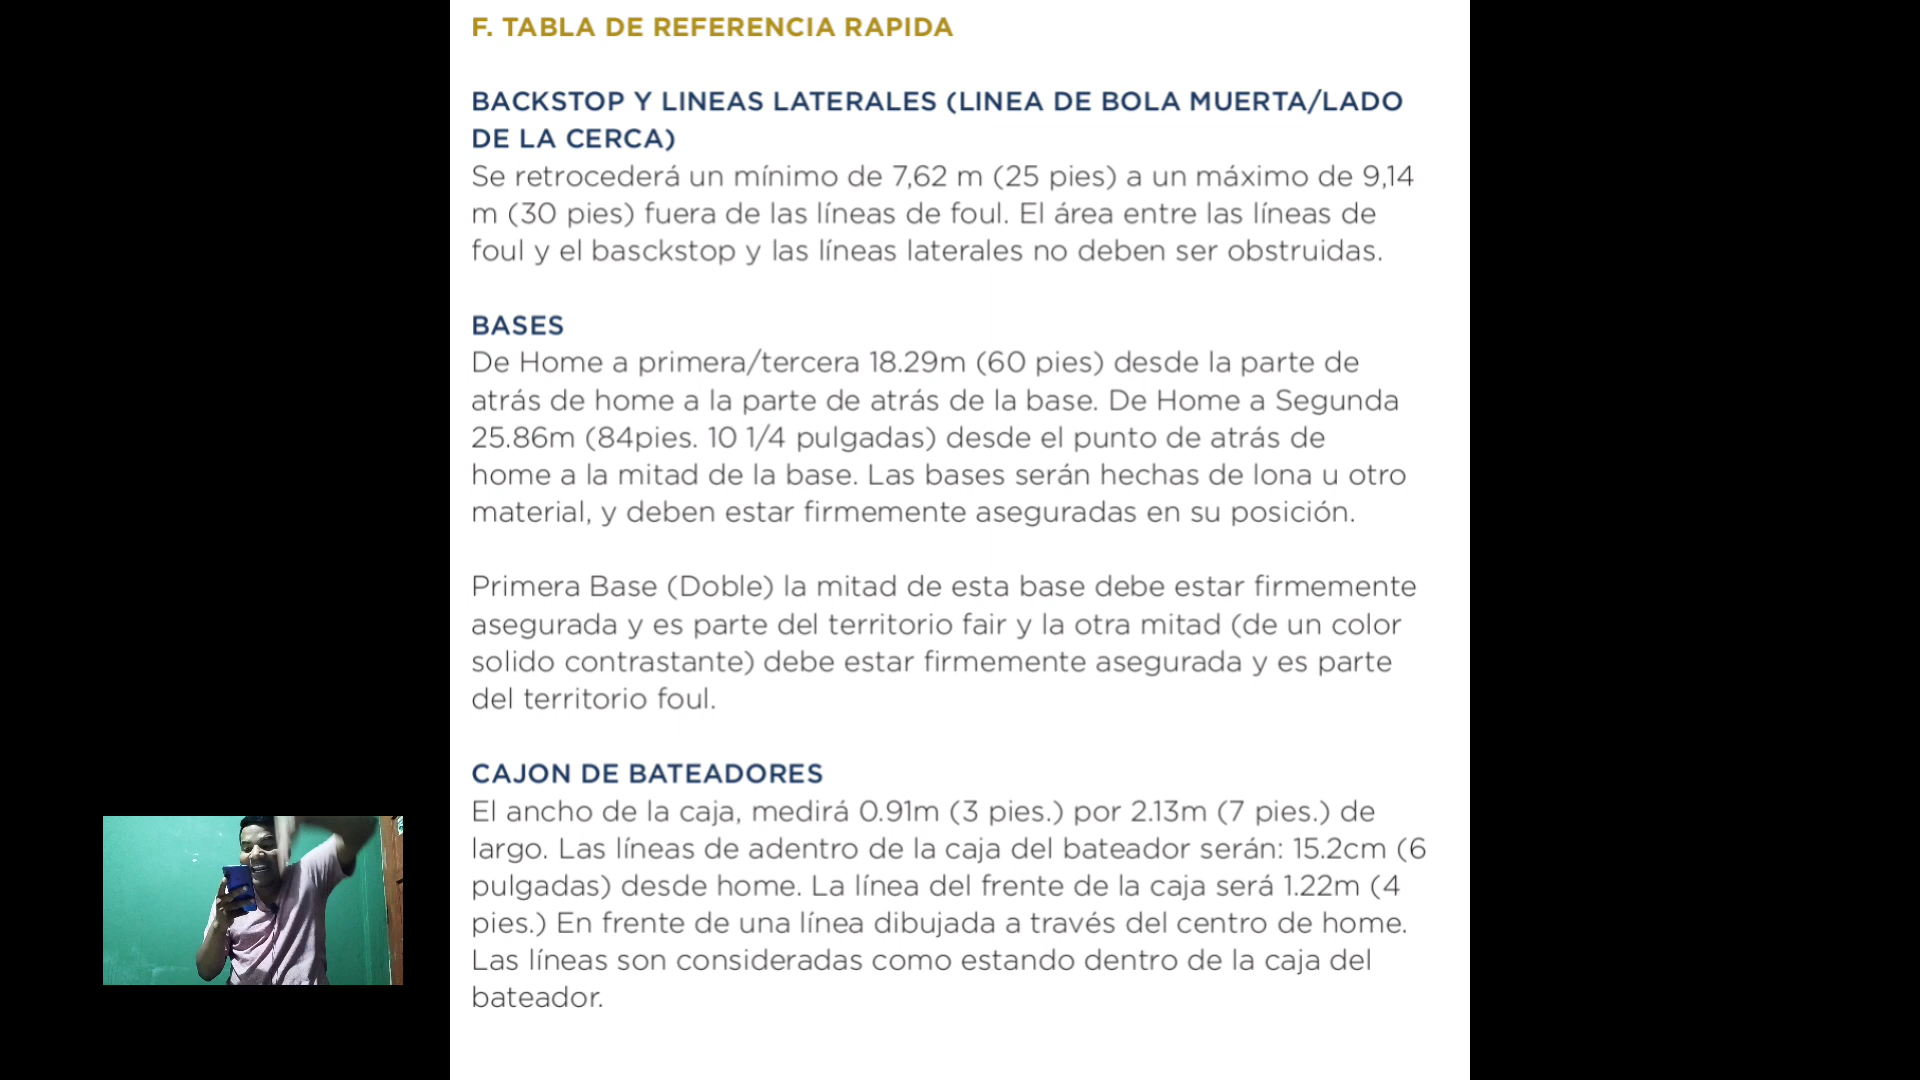 F. TABLA DE REFERENCIA RAPIDA
BACKSTOP Y LINEAS LATERALES (LINEA DE BOLA MUERTA/LADO
DE LA CERCA)
Se retrocederá un mínimo de 7,62 m (25 pies) a un máximo de 9,14
m (30 pies) fuera de las líneas de foul. El área entre las líneas de
foul y el basckstop y las líneas laterales no deben ser obstruidas.
BASES
De Home a primera/tercera 18.29m (60 pies) desde la parte de
atrás de home a la parte de atrás de la base. De Home a Segunda
25.86m (84pies. 10 1/4 pulgadas) desde el punto de atrás de
home a la mitad de la base. Las bases serán hechas de lona u otro
material, y deben estar firmemente aseguradas en su posición.
Primera Base (Doble) la mitad de esta base debe estar firmemente
asegurada y es parte del territorio fair y la otra mitad (de un color
solido contrastante) debe estar firmemente asegurada y es parte
del territorio foul.
CAJON DE BATEADORES
El ancho de la caja, medirá 0.91m (3 pies.) por 2.13m (7 pies.) de
largo. Las líneas de adentro de la caja del bateador serán: 15.2cm (6
pulgadas) desde home. La línea del frente de la caja será 1.22m (4
pies.) En frente de una línea dibujada a través del centro de home.
Las líneas son consideradas como estando dentro de la caja del
bateador.